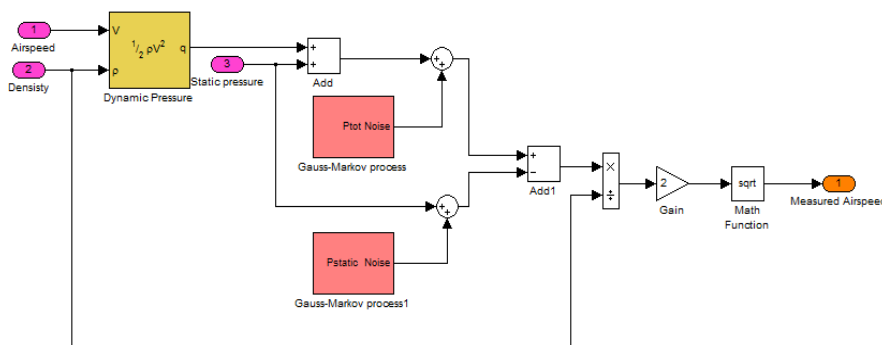 1
Airspeed
2
Densisty
V
ρ
1/2 ρV²
q
Dynamic Pressure
3
Static pressure
+
+
Add
+
+
Ptot Noise
Gauss-Markov process
+
+
Pstatic Noise
Gauss-Markov process1
+
−
Add1
×
÷
2
Gain
sqrt
Math
Function
1
Measured Airspeed